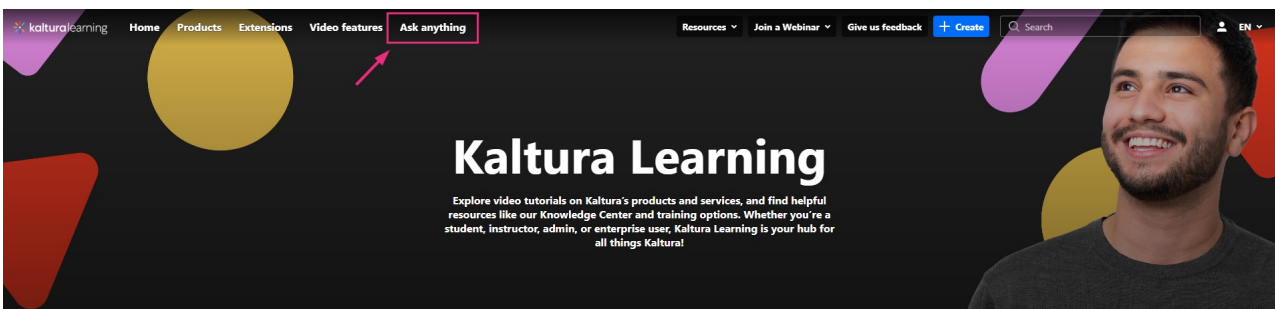 kalturalearning Home Products Extensions Video features Ask anything Resources Join a Webinar Give us feedback + Create Search EN
Kaltura Learning
Explore video tutorials on Kaltura's products and services, and find helpful
resources like our Knowledge Center and training options. Whether you're a
student, instructor, admin, or enterprise user, Kaltura Learning is your hub for
all things Kaltura!